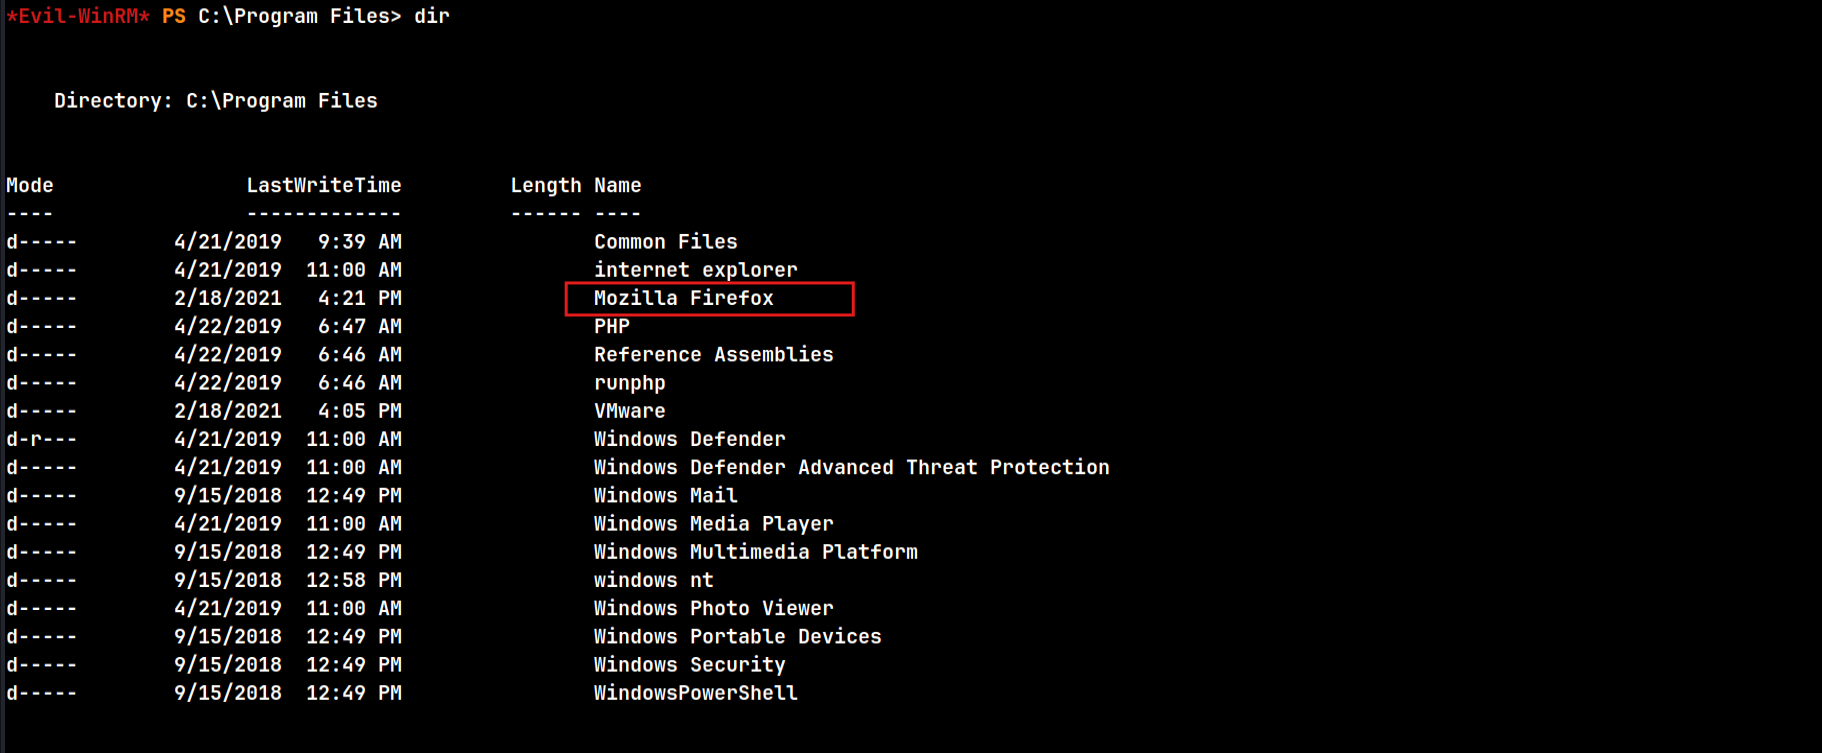 *Evil-WinRM* PS C:\Program Files> dir
Directory: C:\Program Files
Mode                LastWriteTime         Length Name
----                -------------         ------ ----
d-----        4/21/2019   9:39 AM                Common Files
d-----        4/21/2019  11:00 AM                internet explorer
d-----        2/18/2021   4:21 PM                Mozilla Firefox
d-----        4/22/2019   6:47 AM                PHP
d-----        4/22/2019   6:46 AM                Reference Assemblies
d-----        4/22/2019   6:46 AM                runphp
d-----        2/18/2021   4:05 PM                VMware
d-r---        4/21/2019  11:00 AM                Windows Defender
d-----        4/21/2019  11:00 AM                Windows Defender Advanced Threat Protection
d-----        9/15/2018  12:49 PM                Windows Mail
d-----        4/21/2019  11:00 AM                Windows Media Player
d-----        9/15/2018  12:49 PM                Windows Multimedia Platform
d-----        9/15/2018  12:58 PM                windows nt
d-----        4/21/2019  11:00 AM                Windows Photo Viewer
d-----        9/15/2018  12:49 PM                Windows Portable Devices
d-----        9/15/2018  12:49 PM                Windows Security
d-----        9/15/2018  12:49 PM                WindowsPowerShell